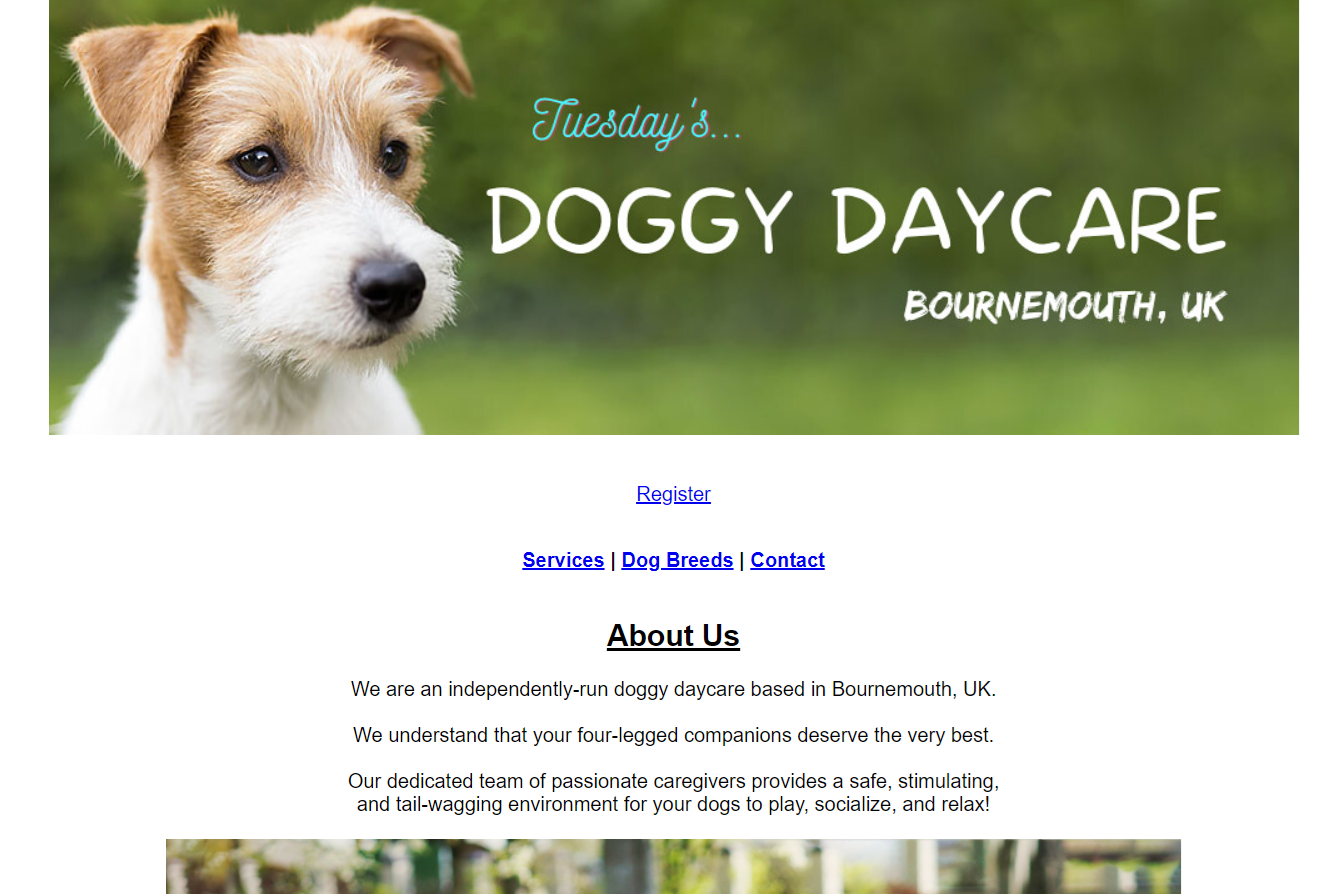 Tuesday's...
DOGGY DAYCARE
BOURNEMOUTH, UK
Register
Services | Dog Breeds | Contact
About Us
We are an independently-run doggy daycare based in Bournemouth, UK.
We understand that your four-legged companions deserve the very best.
Our dedicated team of passionate caregivers provides a safe, stimulating,
and tail-wagging environment for your dogs to play, socialize, and relax!